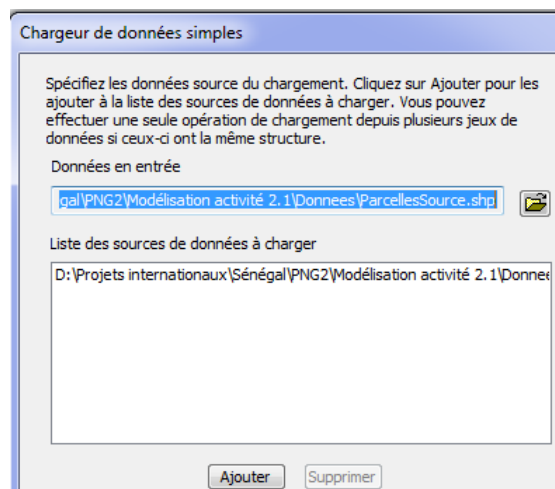 Chargeur de données simples
Spécifiez les données source du chargement. Cliquez sur Ajouter pour les
ajouter à la liste des sources de données à charger. Vous pouvez
effectuer une seule opération de chargement depuis plusieurs jeux de
données si ceux-ci ont la même structure.
Données en entrée
gal\PNG2\Modélisation activité 2.1\Donnees\ParcellesSource.shp
Liste des sources de données à charger
D:\Projets internationaux\Sénégal\PNG2\Modélisation activité 2.1\Donnee
Ajouter
Supprimer